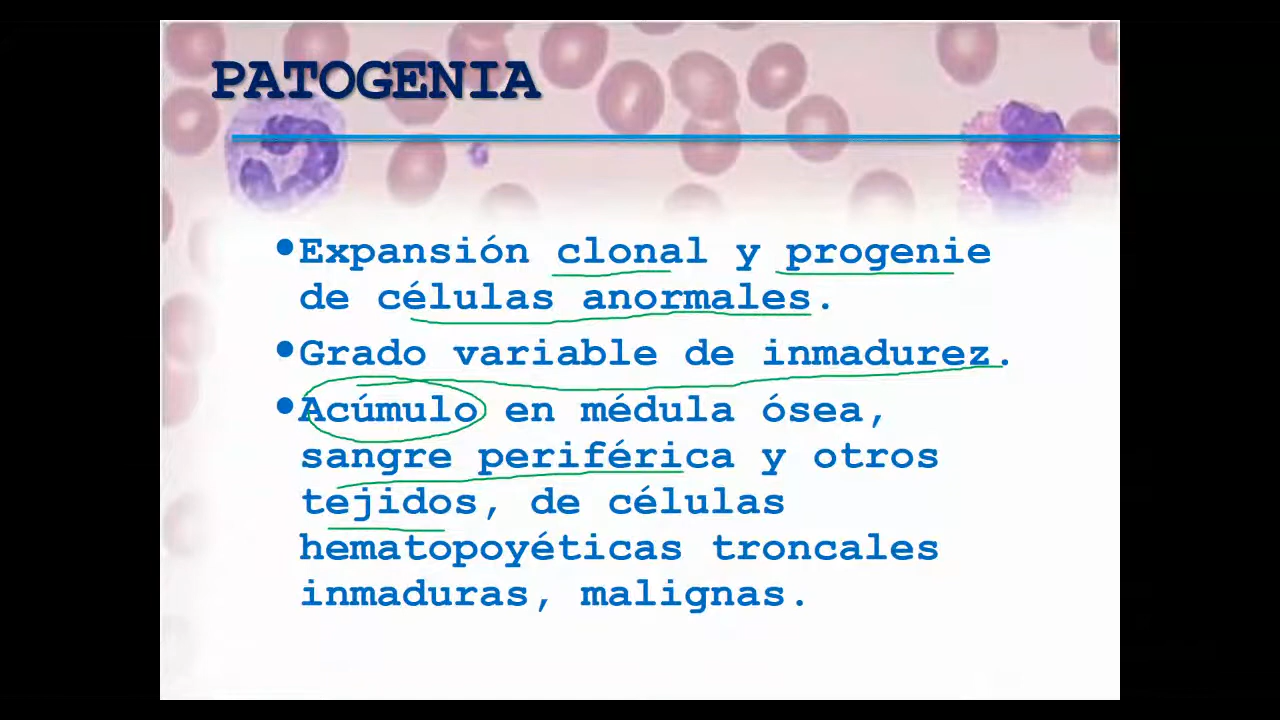 PATOGENIA
•Expansión clonal y progenie
de células anormales.
•Grado variable de inmadurez.
•Acúmulo en médula ósea,
sangre periférica y otros
tejidos, de células
hematopoyéticas troncales
inmaduras, malignas.